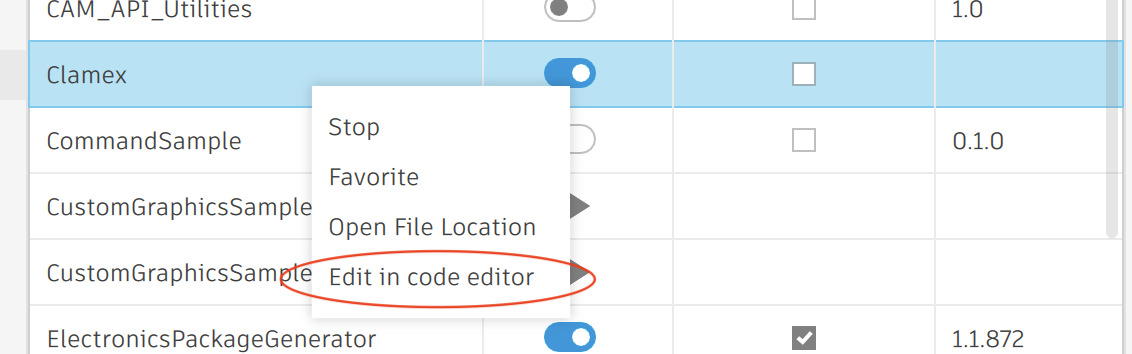 CAM_API_Utilities 1.0
Clamex
Stop
CommandSample 0.1.0
Favorite
CustomGraphicsSample
Open File Location
CustomGraphicsSample
Edit in code editor
ElectronicsPackageGenerator 1.1.872